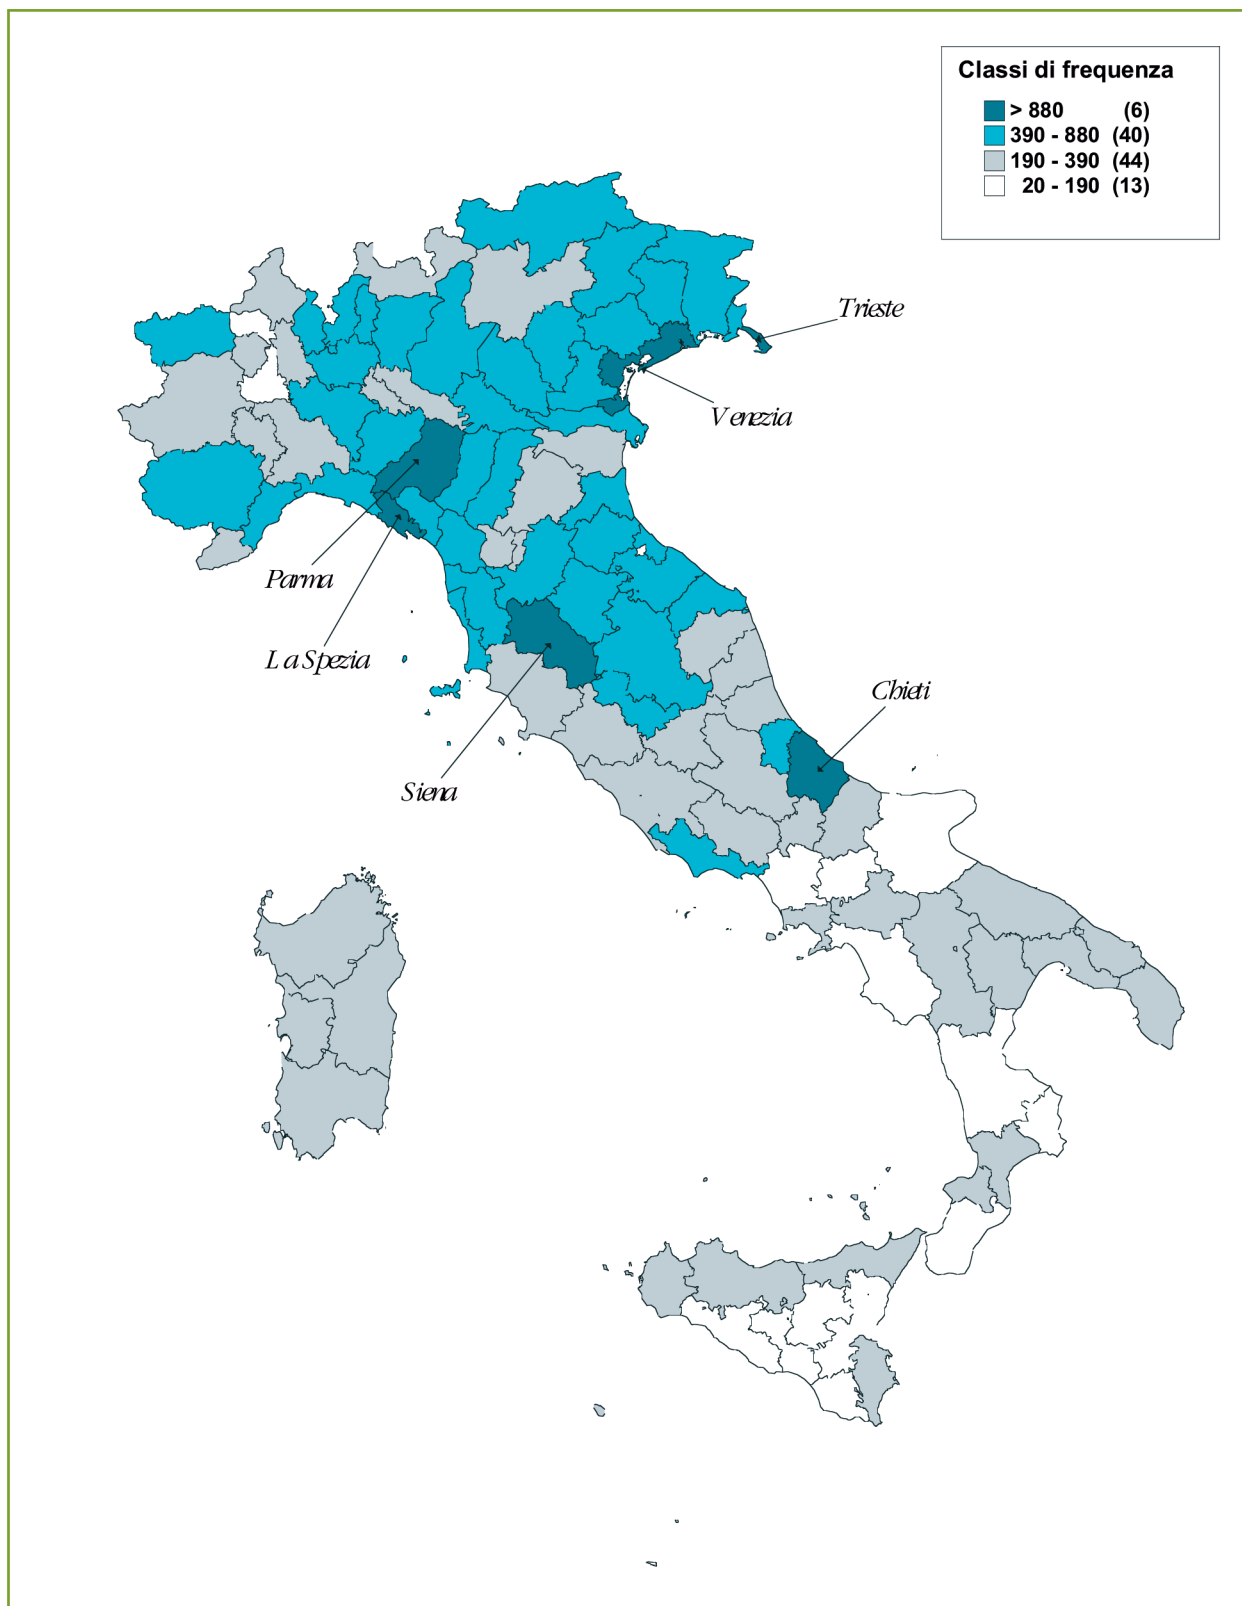 Classi di frequenza
> 880 (6)
390 - 880 (40)
190 - 390 (44)
20 - 190 (13)
Trieste
Venezia
Parma
La Spezia
Chieti
Siena